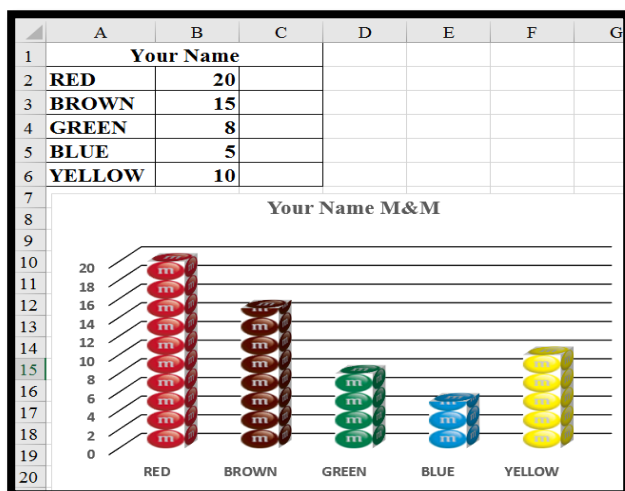 A B C D E F G
1 Your Name
2 RED 20
3 BROWN 15
4 GREEN 8
5 BLUE 5
6 YELLOW 10
7
8 Your Name M&M
9
10 20
11 18
12 16
13 14
14 12
15 10
16 8
17 6
18 4
19 2
20 0
m m m m m m m m m m
m m m m m m m
m m m m
m m
m m m m m
RED BROWN GREEN BLUE YELLOW